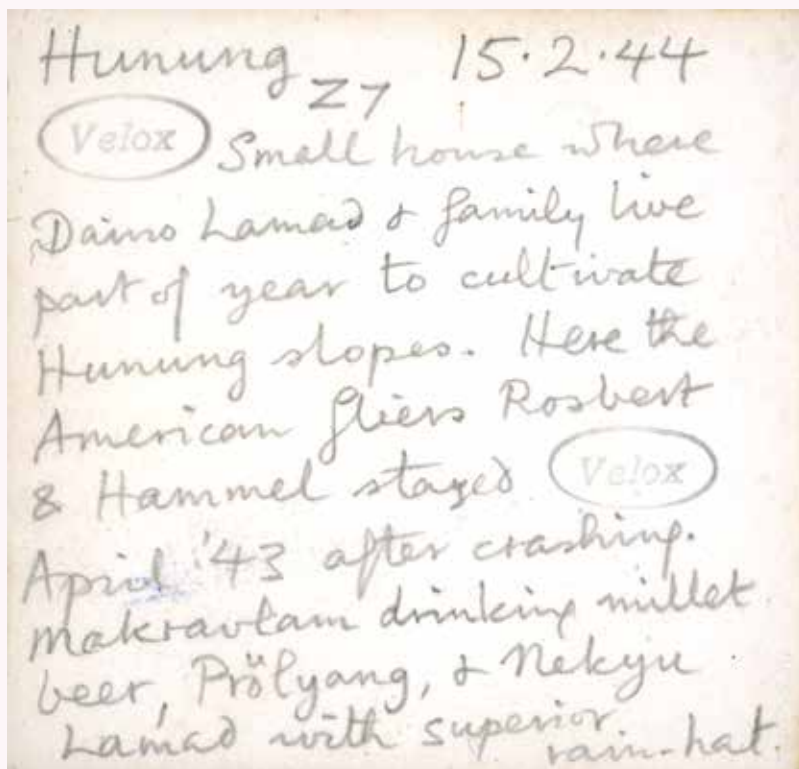 Hunung Z7 15.2.44
Velox Small house where
Daino Lamad & family live
part of year to cultivate
Hunung slopes. Here the
American fliers Rosbert
& Hammel stayed Velox
April '43 after crashing.
Makravlam drinking millet
beer, Prölyang, & Nekyu
Lamad with superior
rain-hat.